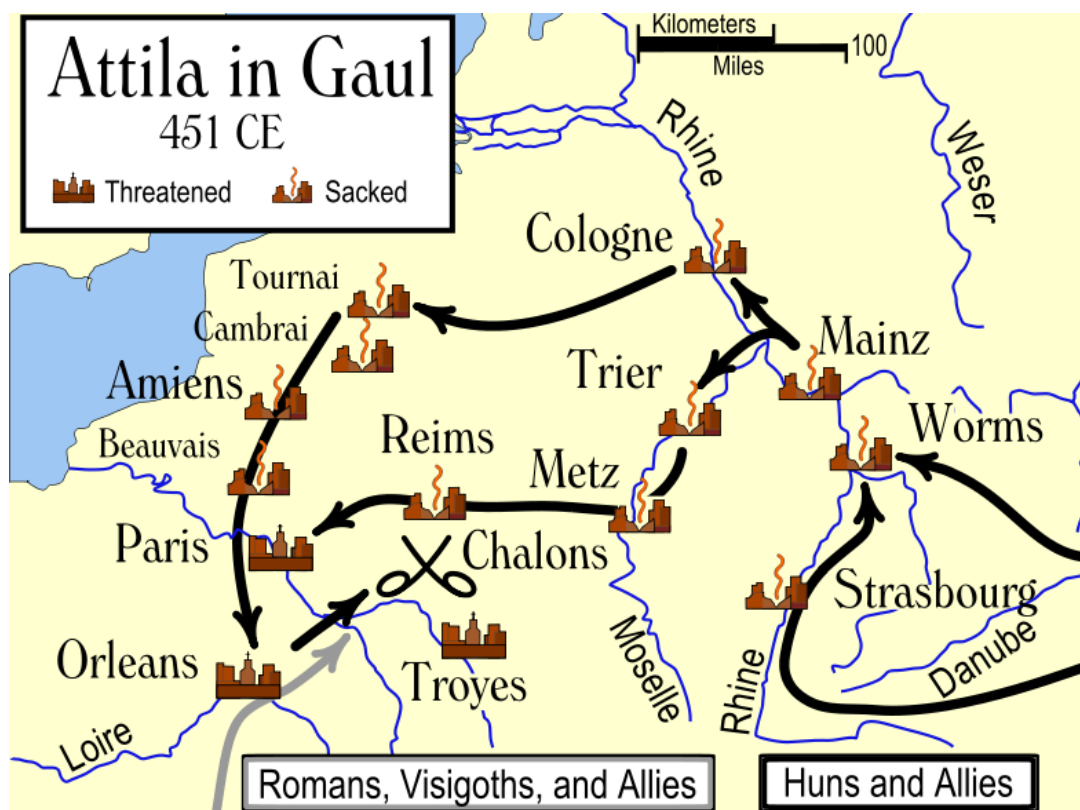 Attila in Gaul
451 CE
Threatened
Sacked
Kilometers
100
Miles
Rhine
Weser
Cologne
Tournai
Cambrai
Mainz
Trier
Amiens
Reims
Worms
Beauvais
Metz
Paris
Chalons
Strasbourg
Orleans
Troyes
Moselle
Rhine
Danube
Loire
Romans, Visigoths, and Allies
Huns and Allies